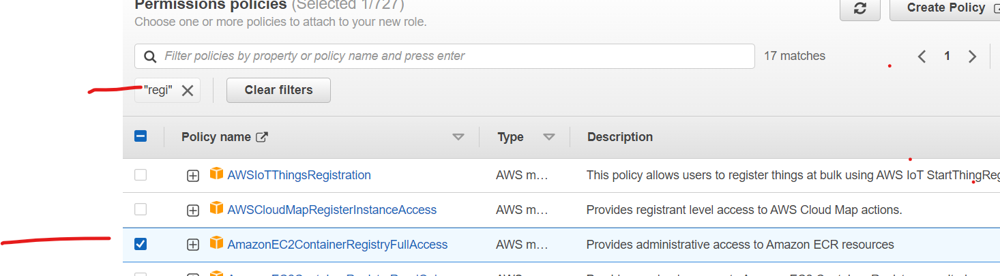 Permissions policies (Selected 1/727)
Create Policy
Choose one or more policies to attach to your new role.
Filter policies by property or policy name and press enter
17 matches
1
"regi"
Clear filters
Policy name
Type
Description
AWSIoTThingsRegistration
AWS m…
This policy allows users to register things at bulk using AWS IoT StartThingReg
AWSCloudMapRegisterInstanceAccess
AWS m…
Provides registrant level access to AWS Cloud Map actions.
AmazonEC2ContainerRegistryFullAccess
AWS m…
Provides administrative access to Amazon ECR resources